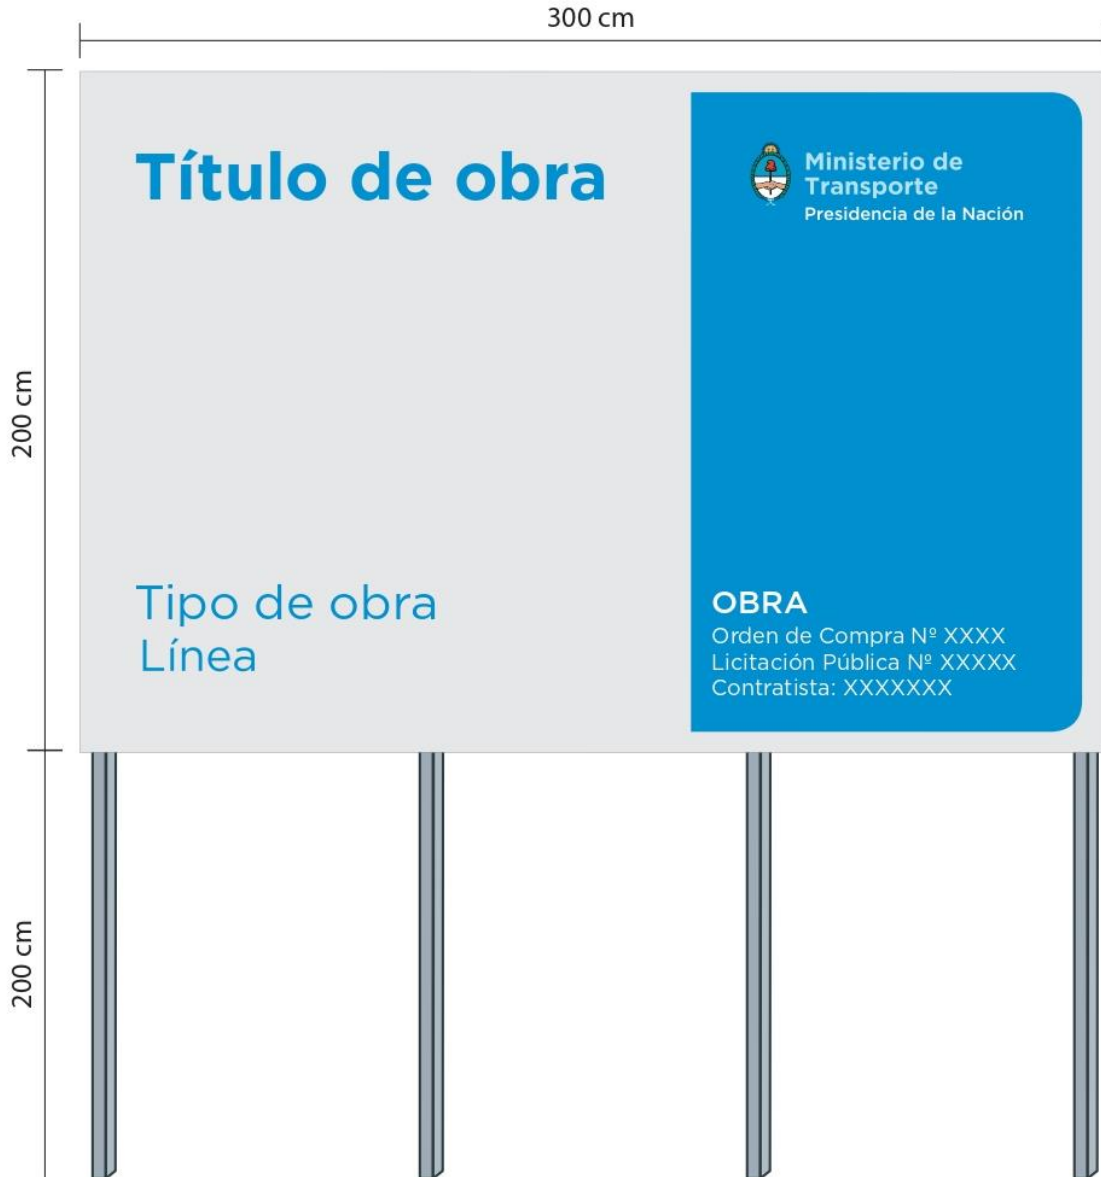 300 cm
Título de obra
Ministerio de
Transporte
Presidencia de la Nación
200 cm
Tipo de obra
Línea
OBRA
Orden de Compra Nº XXXX
Licitación Pública Nº XXXXX
Contratista: XXXXXXX
200 cm